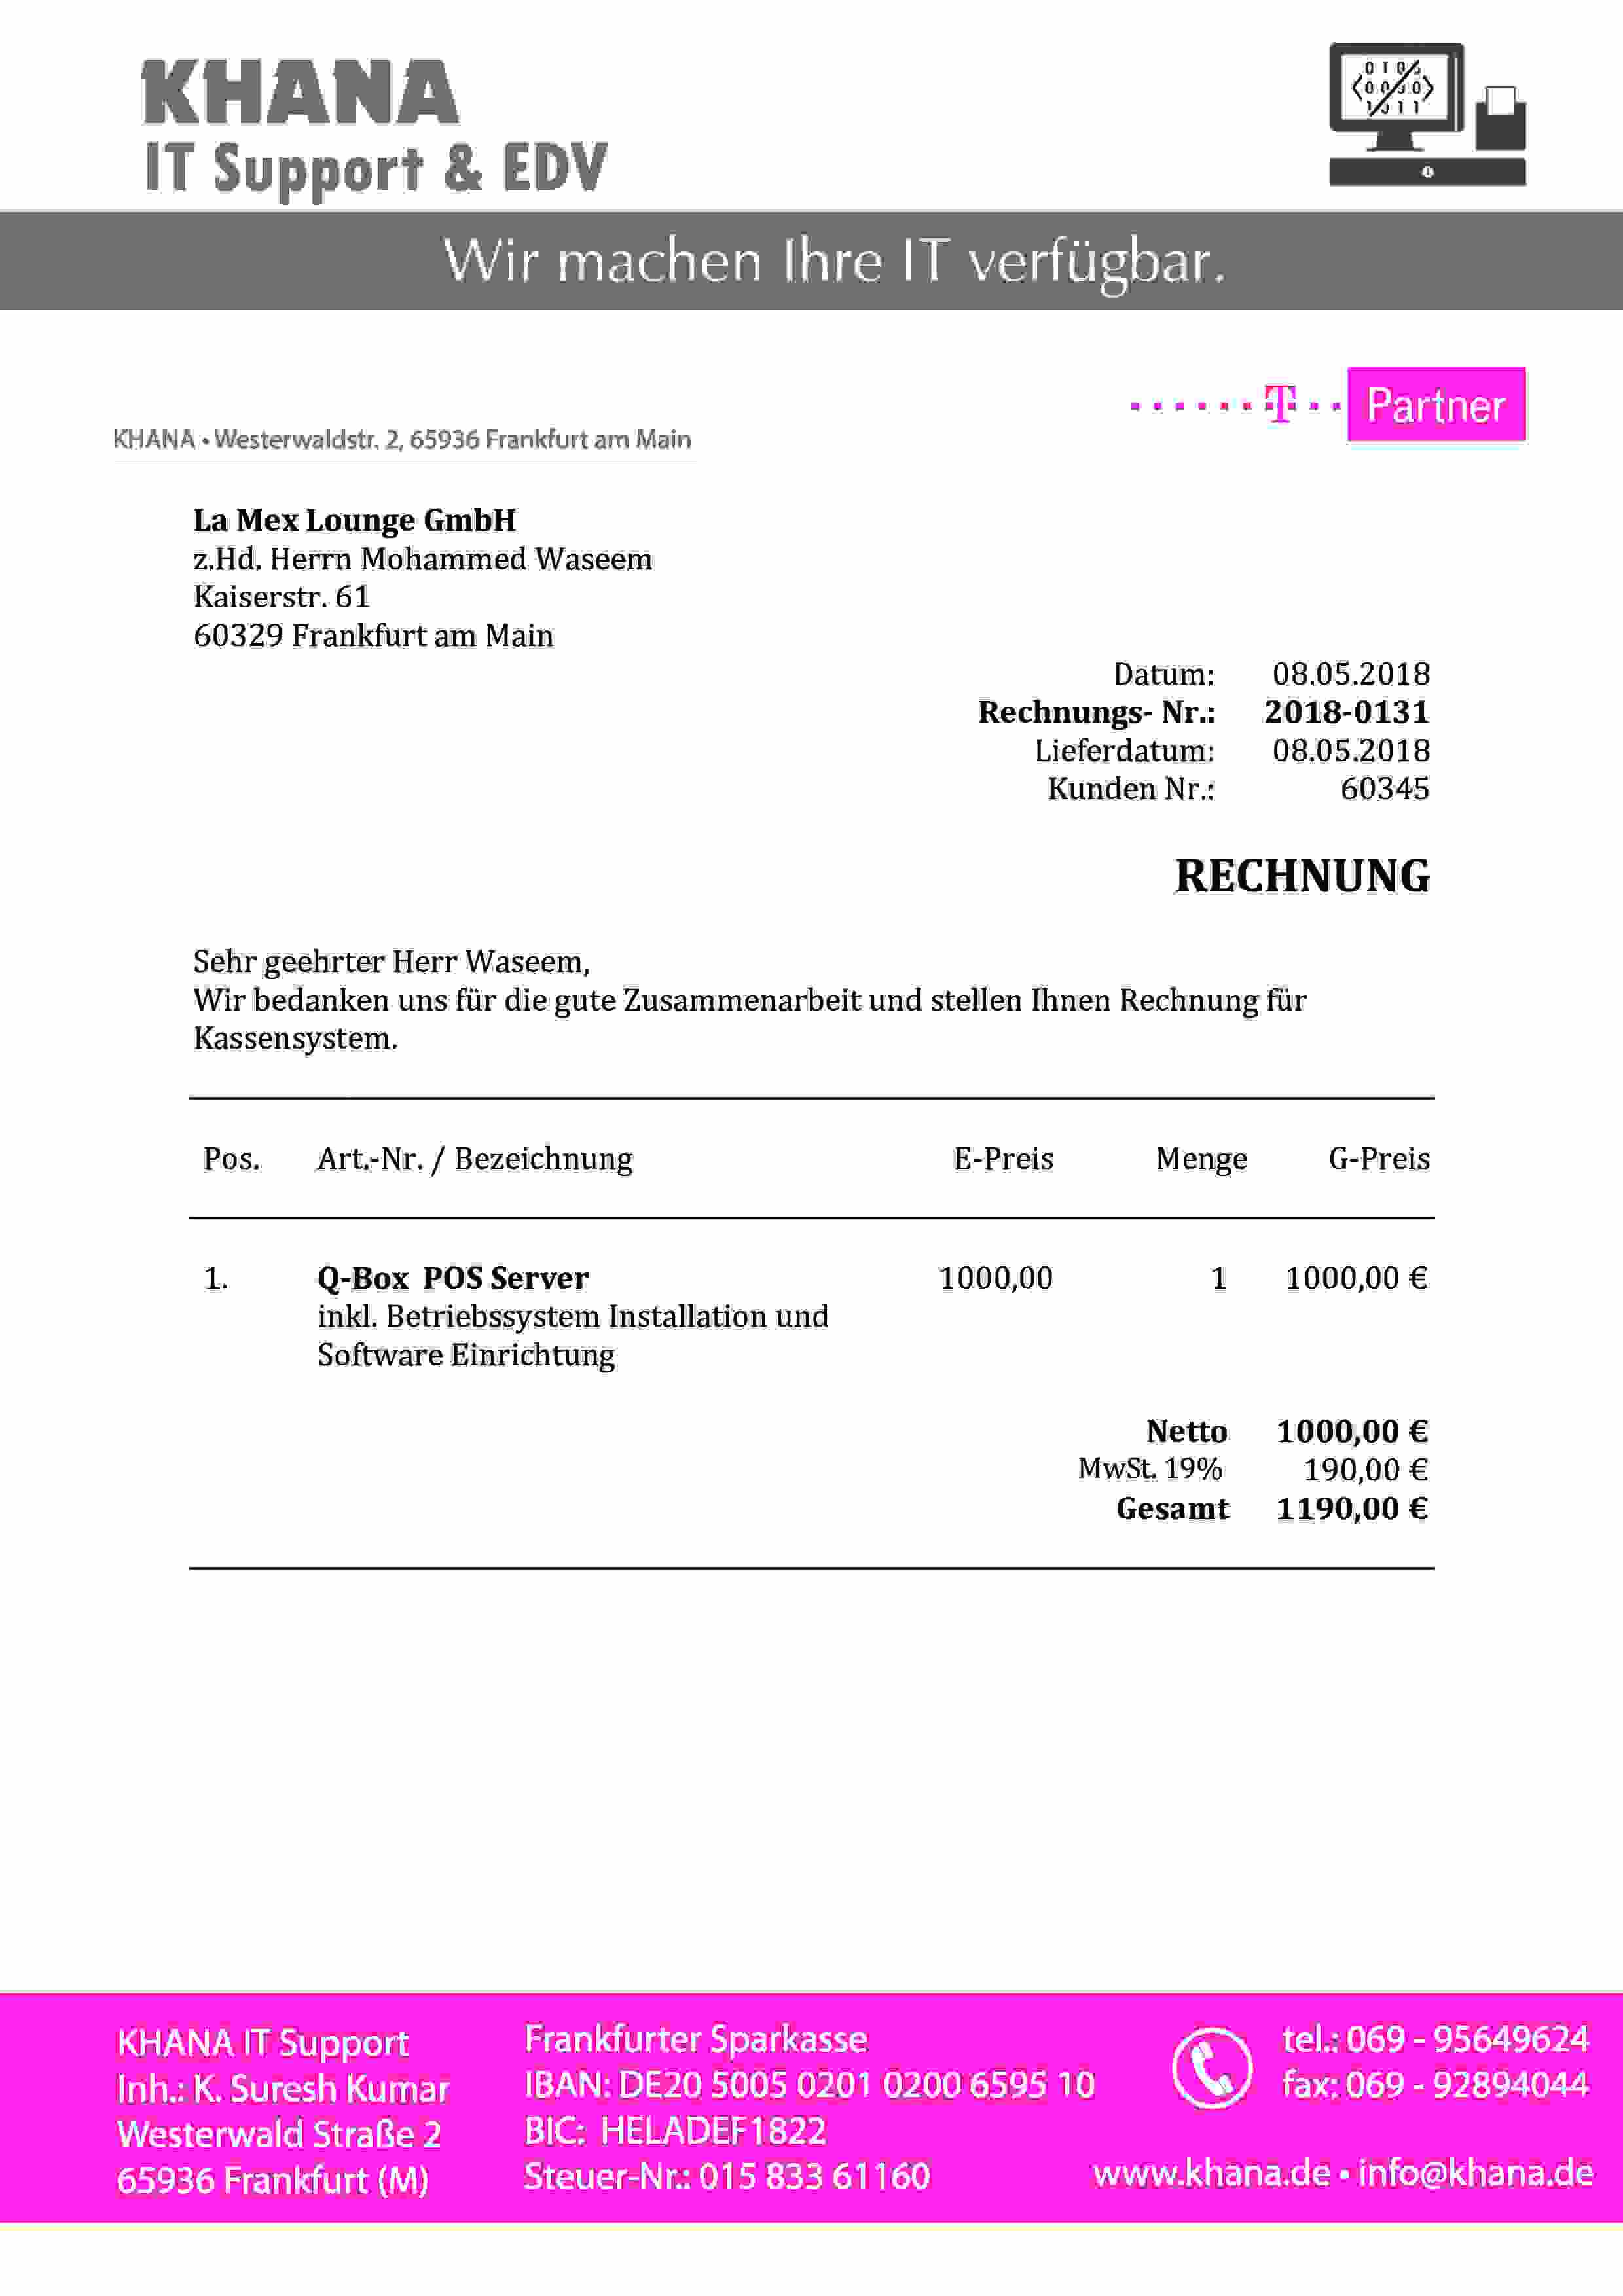 KHANA
IT Support & EDV
Wir machen Ihre IT verfügbar.
T Partner
KHANA • Westerwaldstr. 2, 65936 Frankfurt am Main
La Mex Lounge GmbH
z.Hd. Herrn Mohammed Waseem
Kaiserstr. 61
60329 Frankfurt am Main
Datum: 08.05.2018
Rechnungs- Nr.: 2018-0131
Lieferdatum: 08.05.2018
Kunden Nr.: 60345
RECHNUNG
Sehr geehrter Herr Waseem,
Wir bedanken uns für die gute Zusammenarbeit und stellen Ihnen Rechnung für
Kassensystem.
Pos. Art.-Nr. / Bezeichnung E-Preis Menge G-Preis
1. Q-Box POS Server 1000,00 1 1000,00 €
inkl. Betriebssystem Installation und
Software Einrichtung
Netto 1000,00 €
MwSt. 19% 190,00 €
Gesamt 1190,00 €
KHANA IT Support
Inh.: K. Suresh Kumar
Westerwald Straße 2
65936 Frankfurt (M)
Frankfurter Sparkasse
IBAN: DE20 5005 0201 0200 6595 10
BIC: HELADEF1822
Steuer-Nr.: 015 833 61160
tel.: 069 - 95649624
fax: 069 - 92894044
www.khana.de • info@khana.de